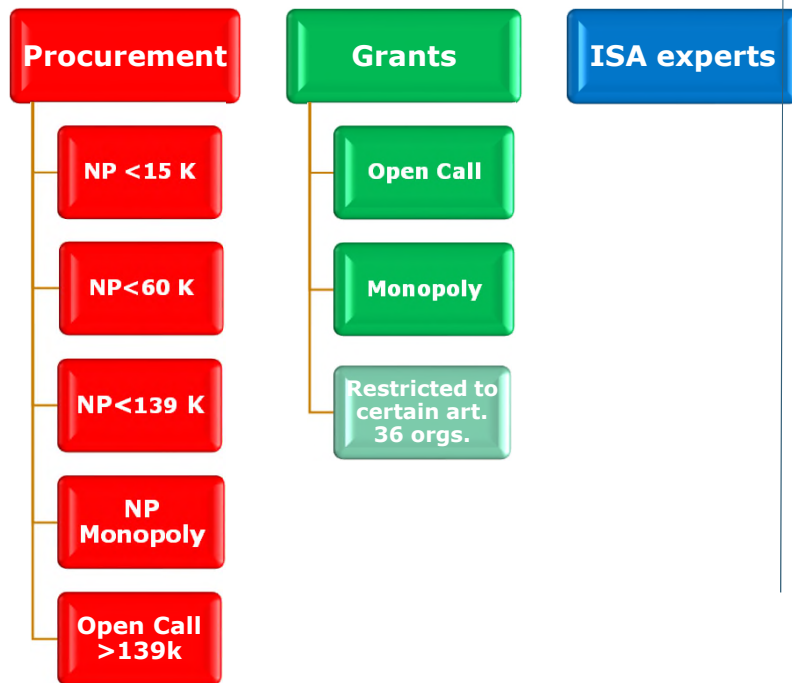 Procurement
NP <15 K
NP<60 K
NP<139 K
NP
Monopoly
Open Call
>139k
Grants
Open Call
Monopoly
Restricted to
certain art.
36 orgs.
ISA experts